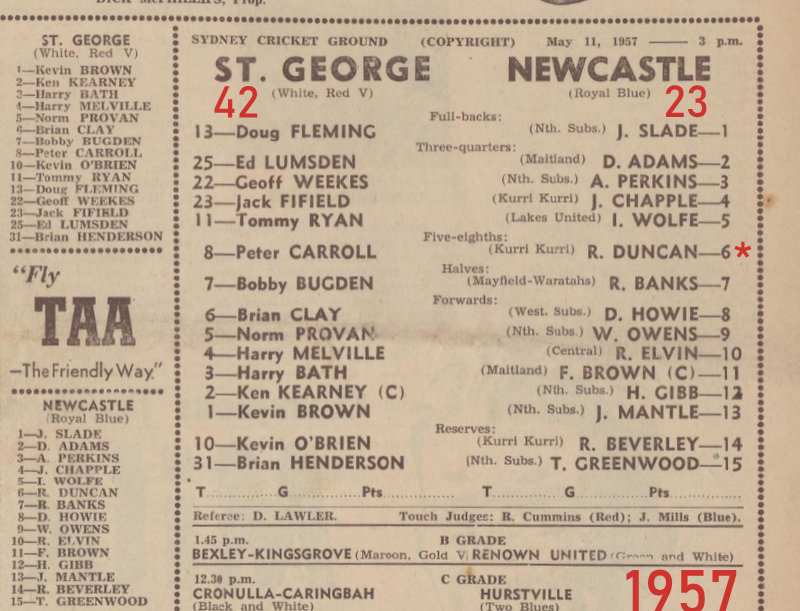 DICK McPHILLIPS, Prop.
ST. GEORGE
(White, Red V)
1—Kevin BROWN
2—Ken KEARNEY
3—Harry BATH
4—Harry MELVILLE
5—Norm PROVAN
6—Brian CLAY
7—Bobby BUGDEN
8—Peter CARROLL
10—Kevin O'BRIEN
11—Tommy RYAN
13—Doug FLEMING
22—Geoff WEEKES
23—Jack FIFIELD
25—Ed LUMSDEN
31—Brian HENDERSON
"Fly
TAA
—The Friendly Way."
NEWCASTLE
(Royal Blue)
1—J. SLADE
2—D. ADAMS
3—A. PERKINS
4—J. CHAPPLE
5—I. WOLFE
6—R. DUNCAN
7—R. BANKS
8—D. HOWIE
9—W. OWENS
10—R. ELVIN
11—F. BROWN
12—H. GIBB
13—J. MANTLE
14—R. BEVERLEY
15—T. GREENWOOD
SYDNEY CRICKET GROUND (COPYRIGHT) May 11, 1957 —— 3 p.m.
ST. GEORGE NEWCASTLE
42 (White, Red V) (Royal Blue) 23
Full-backs:
13—Doug FLEMING (Nth. Subs.) J. SLADE—1
Three-quarters:
25—Ed LUMSDEN (Maitland) D. ADAMS—2
22—Geoff WEEKES (Nth. Subs.) A. PERKINS—3
23—Jack FIFIELD (Kurri Kurri) J. CHAPPLE—4
11—Tommy RYAN (Lakes United) I. WOLFE—5
Five-eighths:
8—Peter CARROLL (Kurri Kurri) R. DUNCAN—6*
Halves:
7—Bobby BUGDEN (Mayfield-Waratahs) R. BANKS—7
Forwards:
6—Brian CLAY (West. Subs.) D. HOWIE—8
5—Norm PROVAN (Nth. Subs.) W. OWENS—9
4—Harry MELVILLE (Central) R. ELVIN—10
3—Harry BATH (Maitland) F. BROWN (C)—11
2—Ken KEARNEY (C) (Nth. Subs.) H. GIBB—12
1—Kevin BROWN (Nth. Subs.) J. MANTLE—13
Reserves:
10—Kevin O'BRIEN (Kurri Kurri) R. BEVERLEY—14
31—Brian HENDERSON (Nth. Subs.) T. GREENWOOD—15
T............G............Pts............ T............G............Pts............
Referee: D. LAWLER. Touch Judges: R. Cummins (Red); J. Mills (Blue).
1.45 p.m. B GRADE
BEXLEY-KINGSGROVE (Maroon, Gold V) RENOWN UNITED (Green and White)
12.30 p.m. C GRADE
CRONULLA-CARINGBAH HURSTVILLE
(Black and White) (Two Blues)
1957